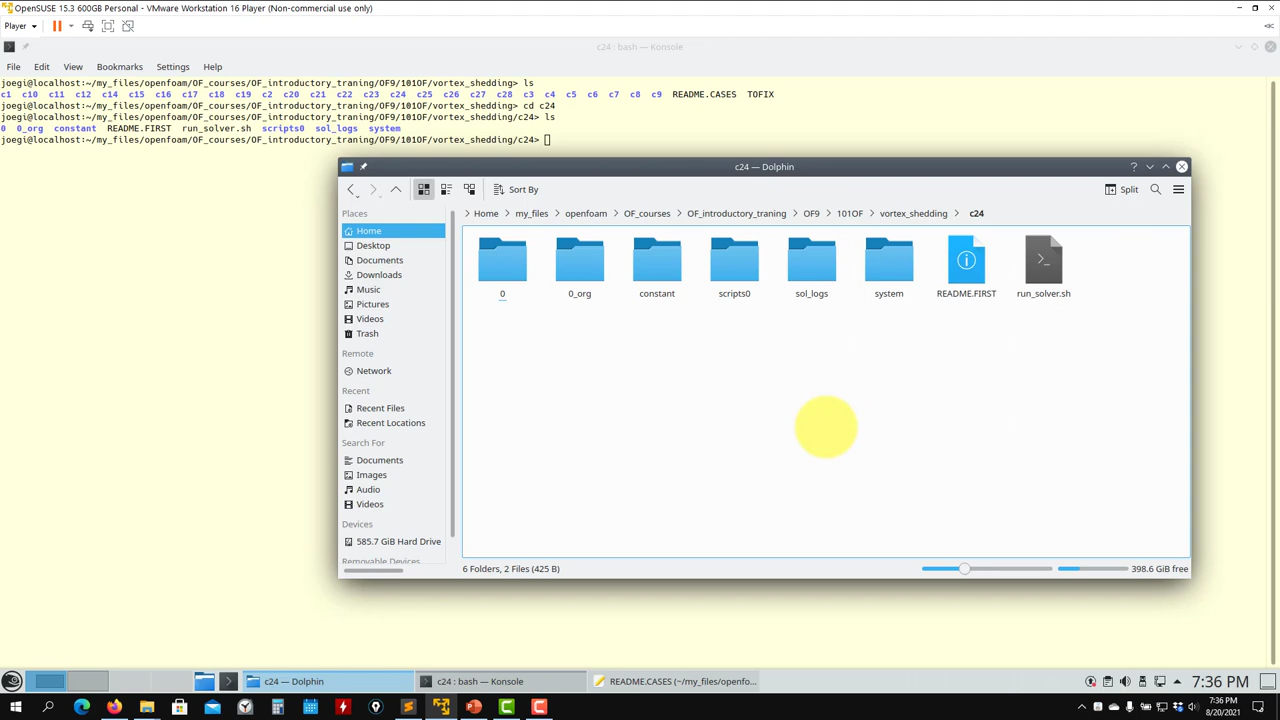 OpenSUSE 15.3 600GB Personal - VMware Workstation 16 Player (Non-commercial use only)
Player
c24 : bash — Konsole
File Edit View Bookmarks Settings Help
joegi@localhost:~/my_files/openfoam/OF_courses/OF_introductory_traning/OF9/101OF/vortex_shedding> ls
c1 c10 c11 c12 c14 c15 c16 c17 c18 c19 c2 c20 c21 c22 c23 c24 c25 c26 c27 c28 c3 c4 c5 c6 c7 c8 c9 README.CASES TOFIX
joegi@localhost:~/my_files/openfoam/OF_courses/OF_introductory_traning/OF9/101OF/vortex_shedding> cd c24
joegi@localhost:~/my_files/openfoam/OF_courses/OF_introductory_traning/OF9/101OF/vortex_shedding/c24> ls
0 0_org constant README.FIRST run_solver.sh scripts0 sol_logs system
joegi@localhost:~/my_files/openfoam/OF_courses/OF_introductory_traning/OF9/101OF/vortex_shedding/c24>
c24 — Dolphin
Sort By
Split
Places
Home
Desktop
Documents
Downloads
Music
Pictures
Videos
Trash
Remote
Network
Recent
Recent Files
Recent Locations
Search For
Documents
Images
Audio
Videos
Devices
585.7 GiB Hard Drive
Removable Devices
> Home > my_files > openfoam > OF_courses > OF_introductory_traning > OF9 > 101OF > vortex_shedding > c24
0 0_org constant scripts0 sol_logs system README.FIRST run_solver.sh
6 Folders, 2 Files (425 B)
398.6 GiB free
c24 — Dolphin
c24 : bash — Konsole
README.CASES (~/my_files/openfo...
7:36 PM
7:36 PM
8/20/2021